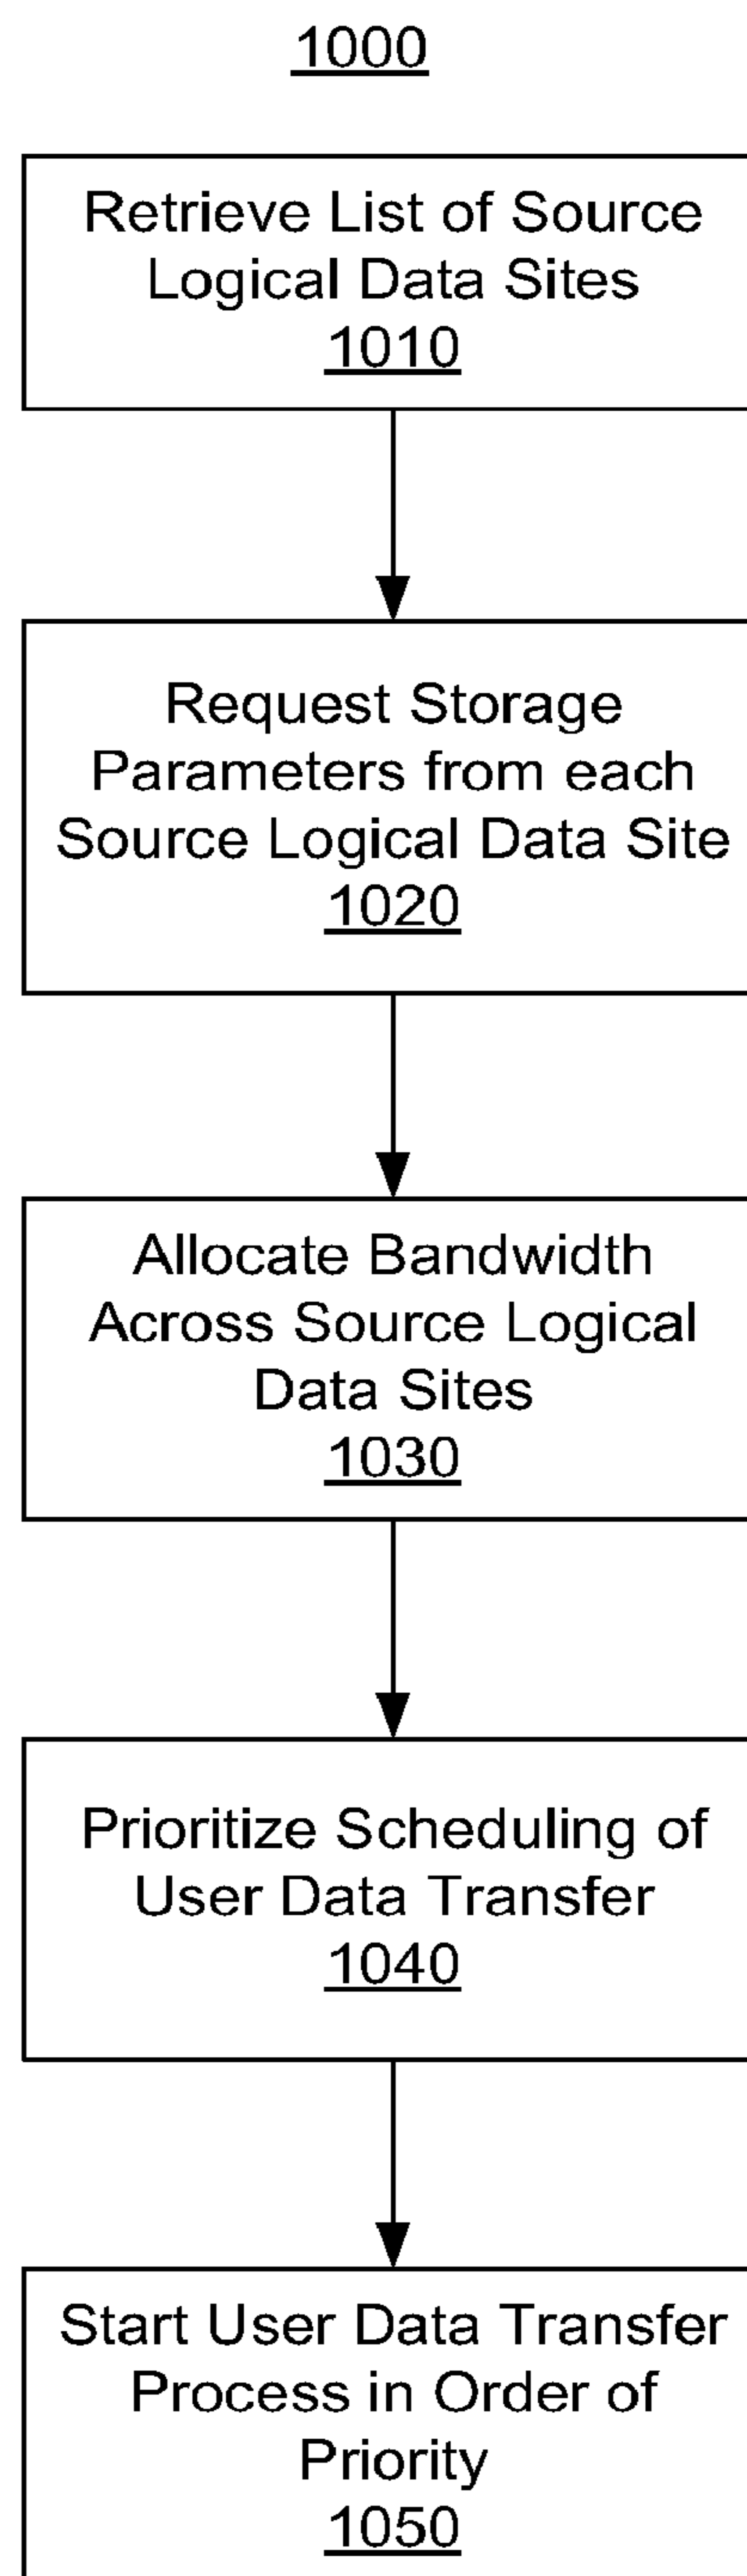 1000
Retrieve List of Source
Logical Data Sites
1010
Request Storage
Parameters from each
Source Logical Data Site
1020
Allocate Bandwidth
Across Source Logical
Data Sites
1030
Prioritize Scheduling of
User Data Transfer
1040
Start User Data Transfer
Process in Order of
Priority
1050